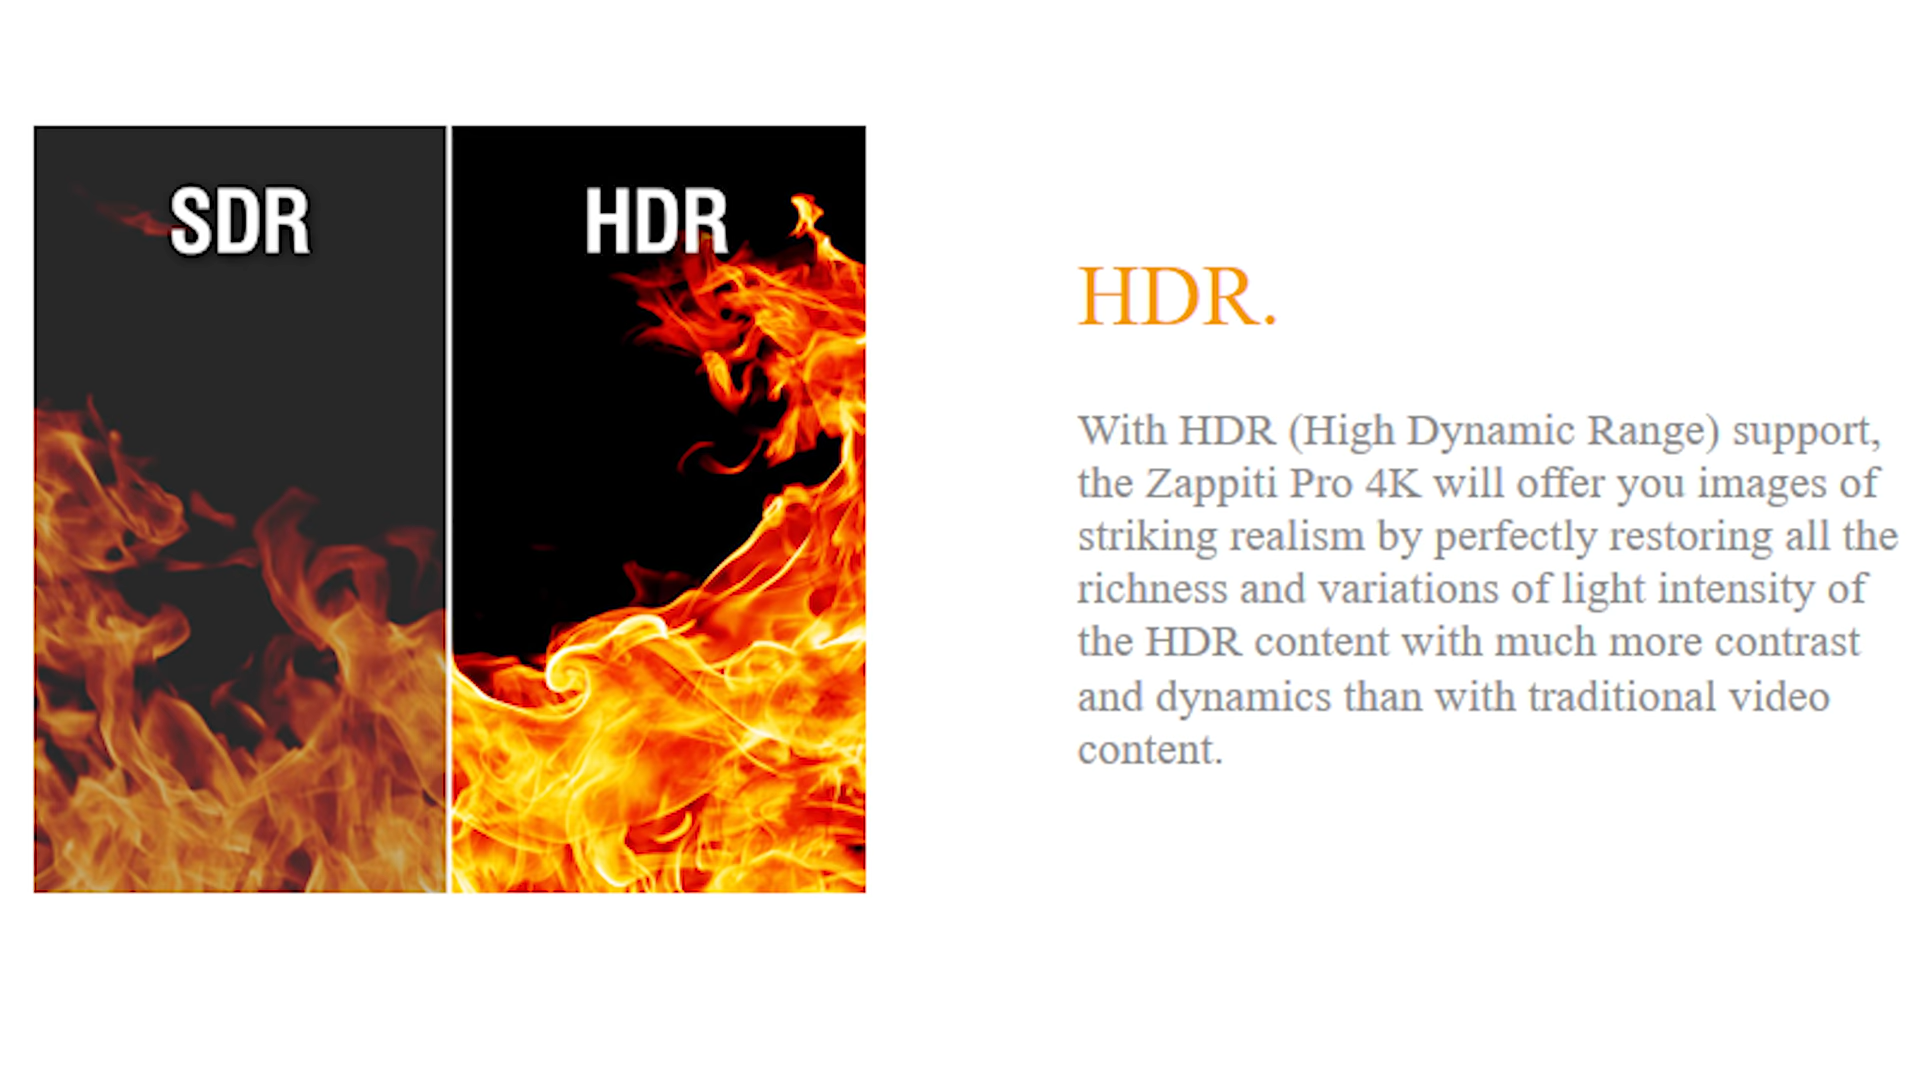 SDR
HDR
HDR.
With HDR (High Dynamic Range) support,
the Zappiti Pro 4K will offer you images of
striking realism by perfectly restoring all the
richness and variations of light intensity of
the HDR content with much more contrast
and dynamics than with traditional video
content.